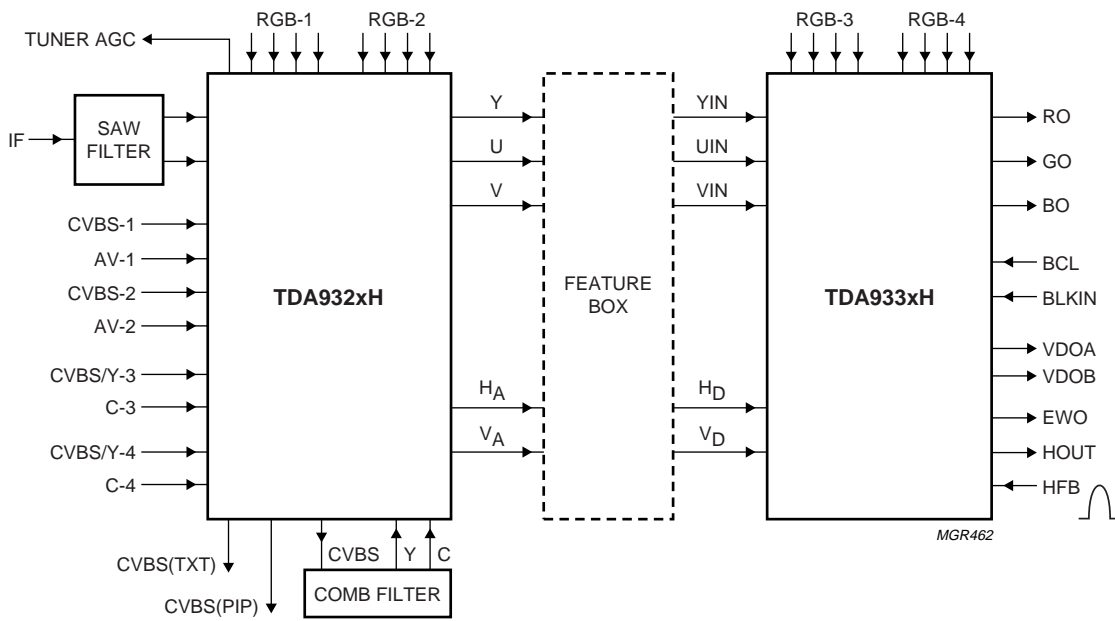 RGB-1 RGB-2 RGB-3 RGB-4
TUNER AGC
IF
SAW
FILTER
CVBS-1
AV-1
CVBS-2
AV-2
CVBS/Y-3
C-3
CVBS/Y-4
C-4
TDA932xH
Y
U
V
HA
VA
FEATURE
BOX
YIN
UIN
VIN
HD
VD
TDA933xH
RO
GO
BO
BCL
BLKIN
VDOA
VDOB
EWO
HOUT
HFB
MGR462
CVBS(TXT)
CVBS(PIP)
CVBS Y C
COMB FILTER